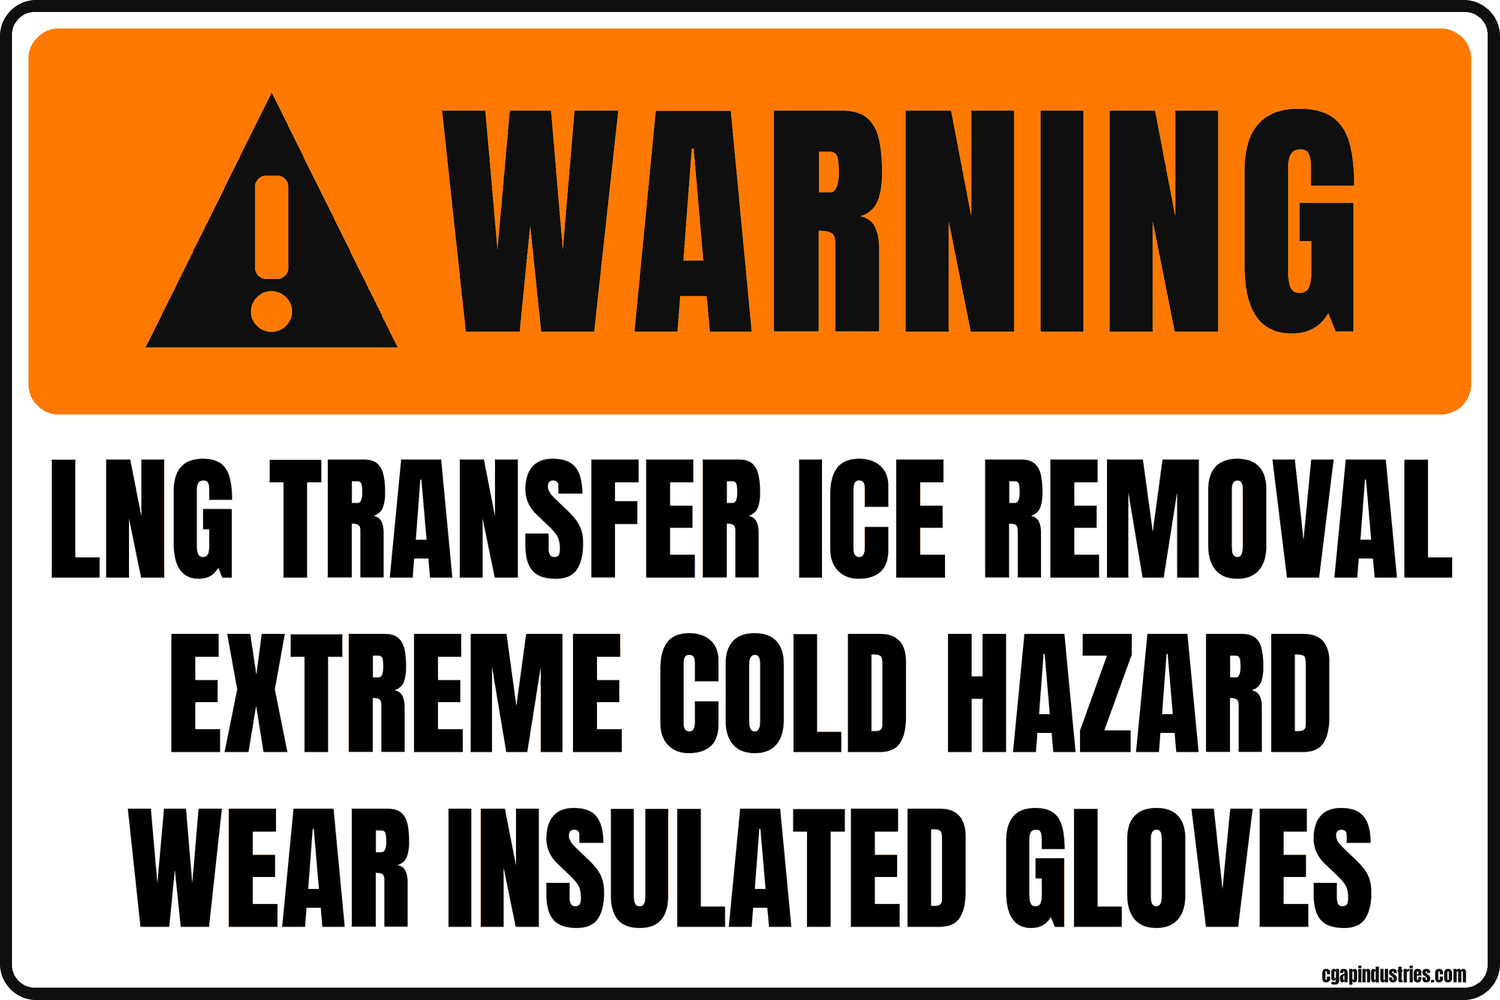 WARNING
LNG TRANSFER ICE REMOVAL
EXTREME COLD HAZARD
WEAR INSULATED GLOVES
cgapindustries.com